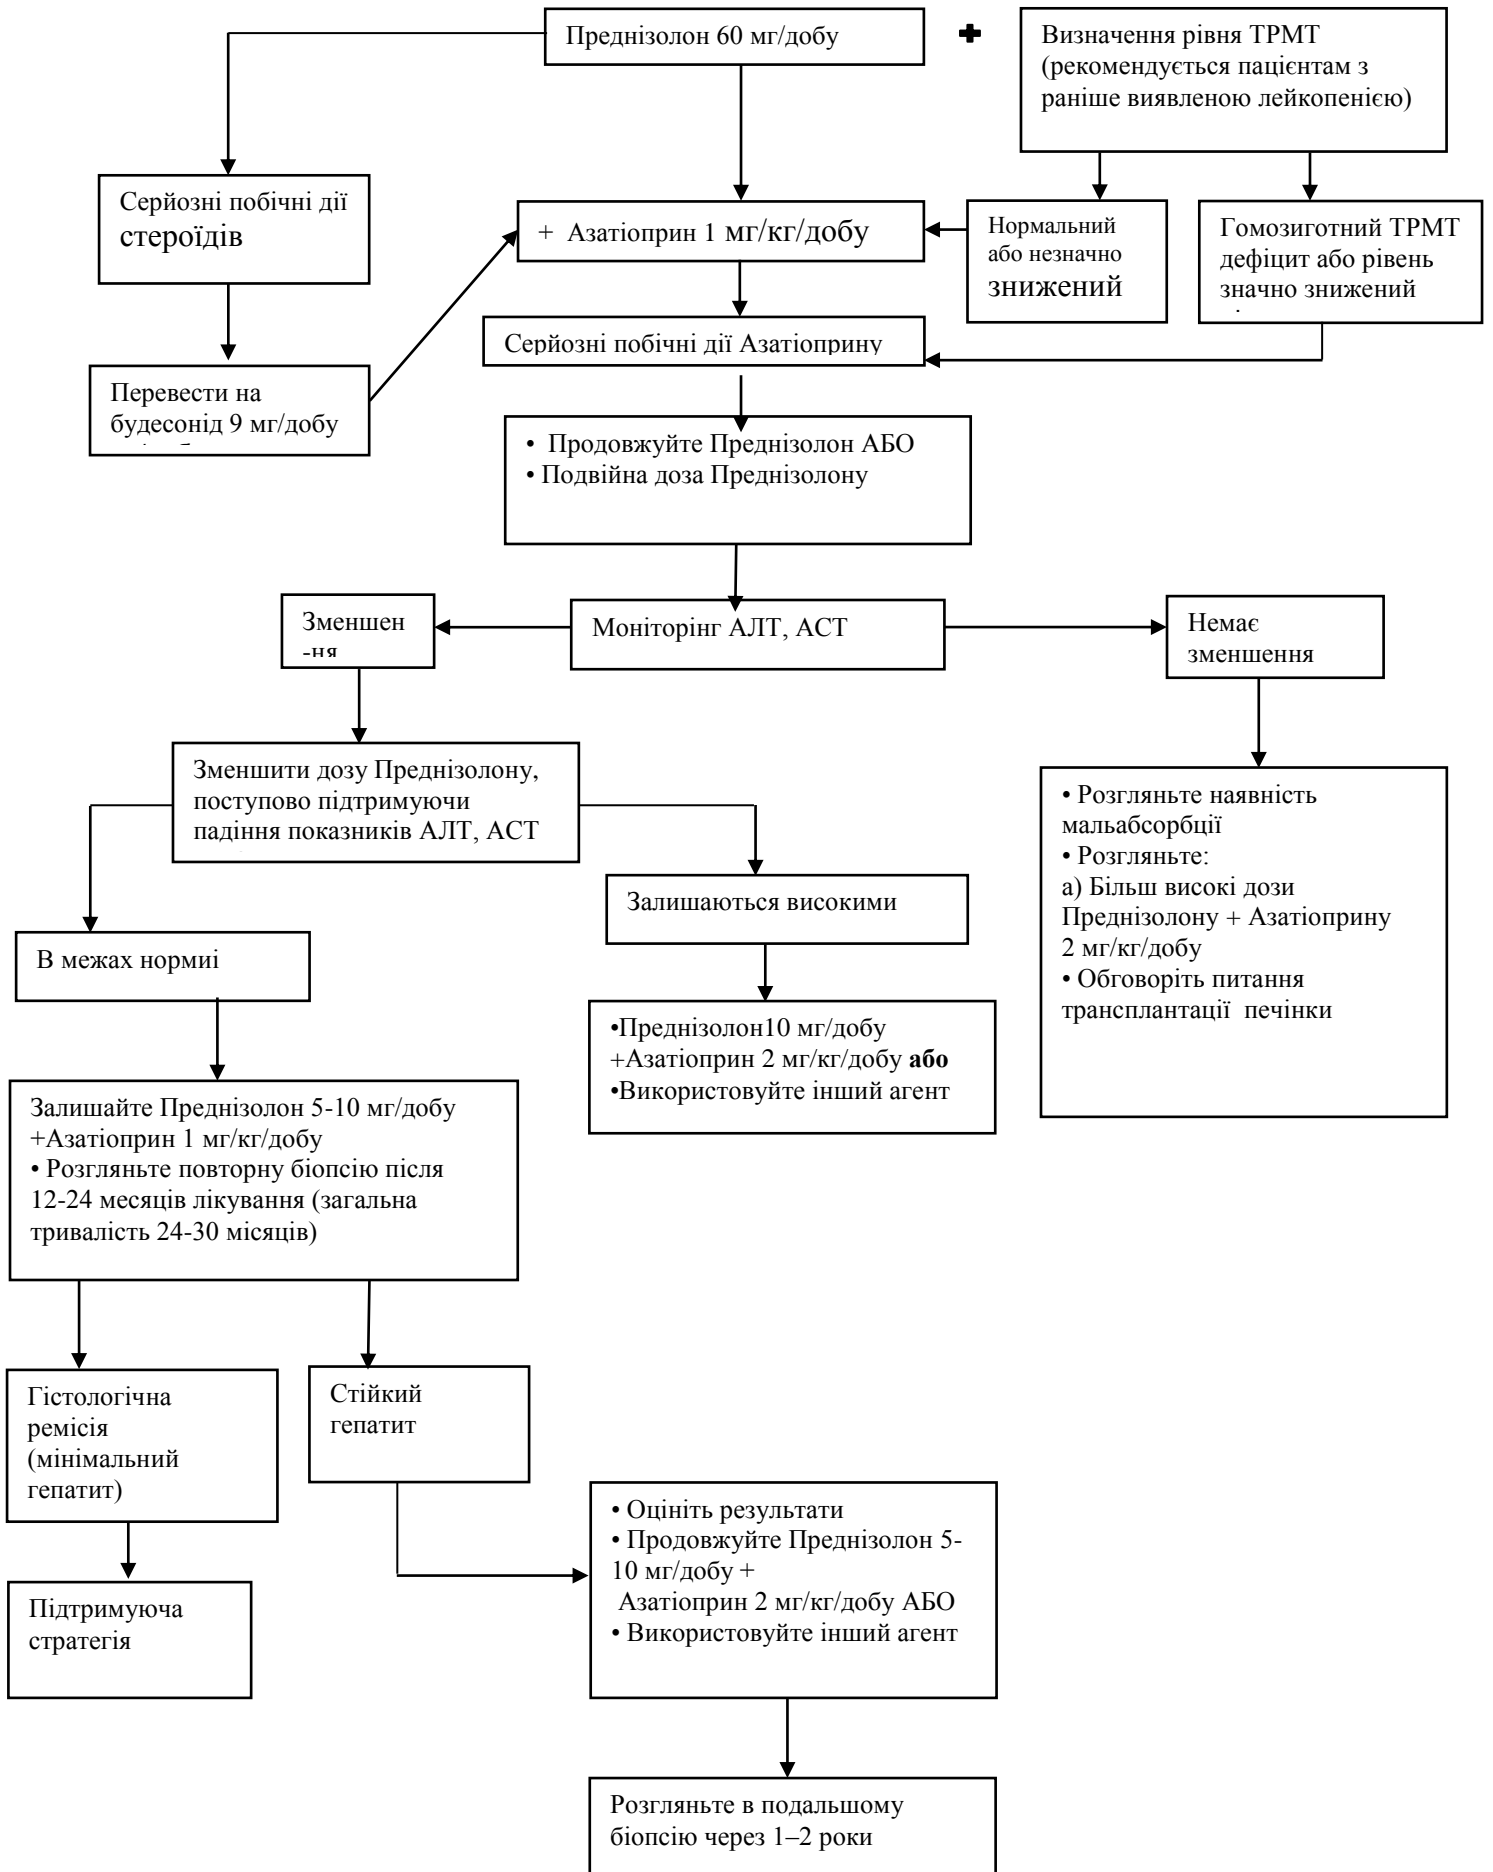 Преднізолон 60 мг/добу
+
Визначення рівня ТРМТ
(рекомендується пацієнтам з
раніше виявленою лейкопенією)
Серйозні побічні дії
стероїдів
+ Азатіоприн 1 мг/кг/добу
Нормальний
або незначно
знижений
Гомозиготний ТРМТ
дефіцит або рівень
значно знижений
Серйозні побічні дії Азатіоприну
Перевести на
будесонід 9 мг/добу
• Продовжуйте Преднізолон АБО
• Подвійна доза Преднізолону
Зменшен
-ня
Моніторінг АЛТ, АСТ
Немає
зменшення
Зменшити дозу Преднізолону,
поступово підтримуючи
падіння показників АЛТ, АСТ
• Розгляньте наявність
мальабсорбції
• Розгляньте:
а) Більш високі дози
Преднізолону + Азатіоприну
2 мг/кг/добу
• Обговоріть питання
трансплантації печінки
Залишаються високими
В межах нормиі
•Преднізолон10 мг/добу
+Азатіоприн 2 мг/кг/добу або
•Використовуйте інший агент
Залишайте Преднізолон 5-10 мг/добу
+Азатіоприн 1 мг/кг/добу
• Розгляньте повторну біопсію після
12-24 месяців лікування (загальна
тривалість 24-30 місяців)
Гістологічна
ремісія
(мінімальний
гепатит)
Стійкий
гепатит
• Оцініть результати
• Продовжуйте Преднізолон 5-
10 мг/добу +
Азатіоприн 2 мг/кг/добу АБО
• Використовуйте інший агент
Підтримуюча
стратегія
Розгляньте в подальшому
біопсію через 1–2 роки